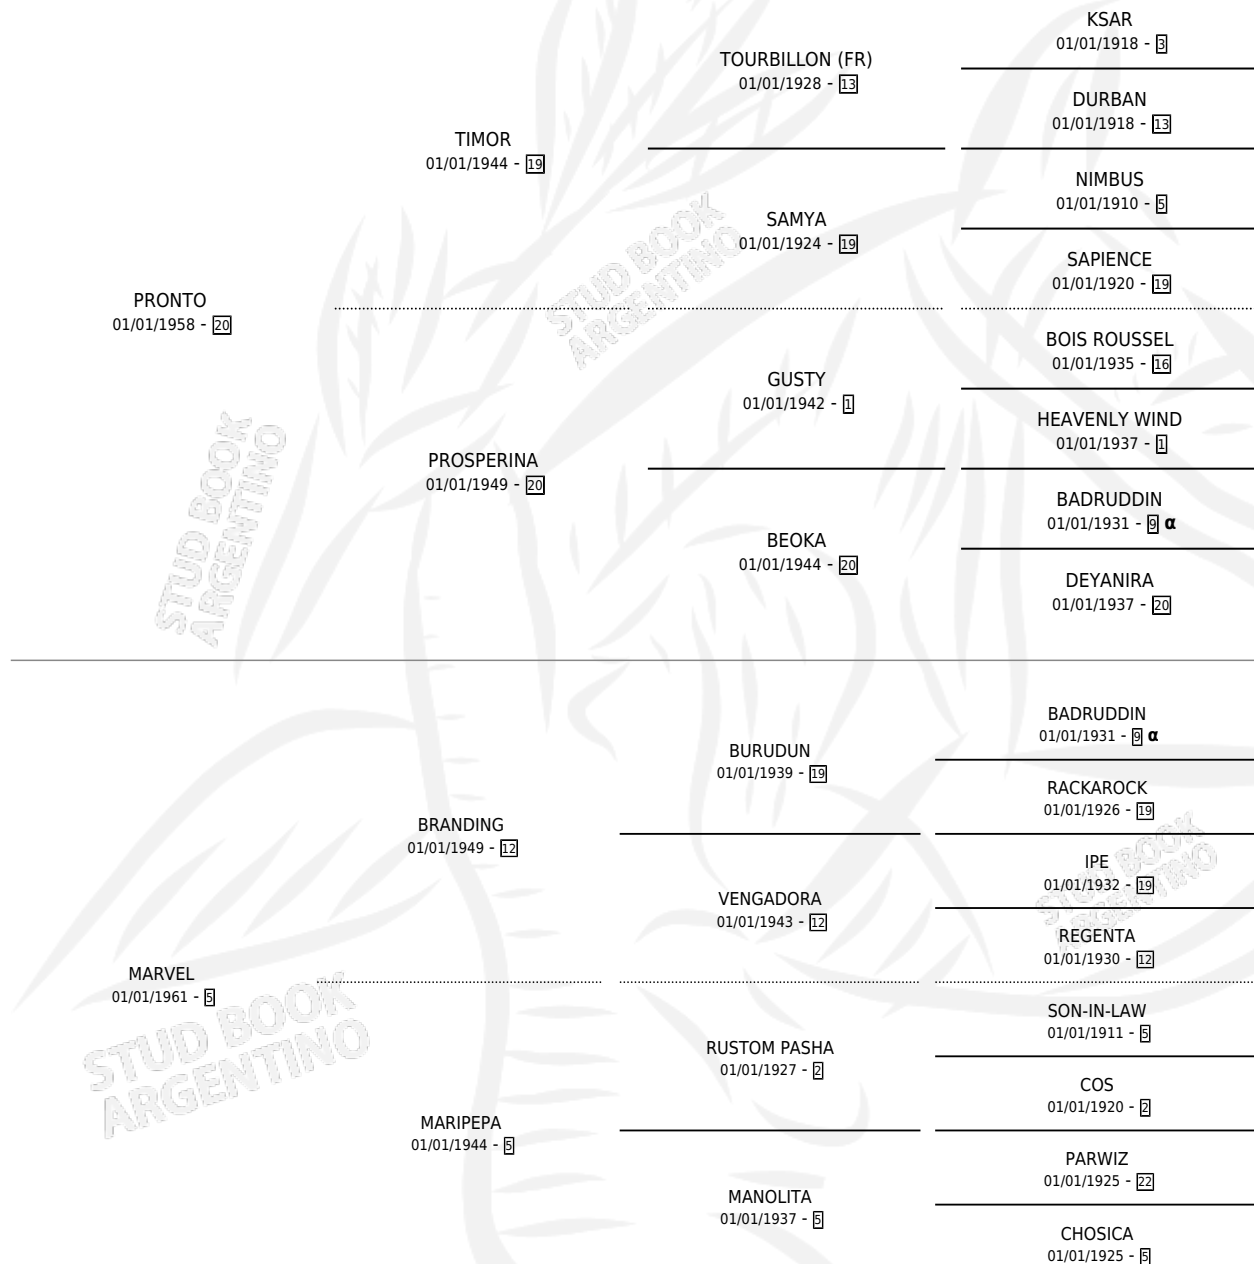 KSAR
01/01/1918 - 3
TOURBILLON (FR)
01/01/1928 - 13
DURBAN
01/01/1918 - 13
TIMOR
01/01/1944 - 19
NIMBUS
01/01/1910 - 5
SAMYA
01/01/1924 - 19
SAPIENCE
01/01/1920 - 19
PRONTO
01/01/1958 - 20
BOIS ROUSSEL
01/01/1935 - 16
GUSTY
01/01/1942 - 1
HEAVENLY WIND
01/01/1937 - 1
PROSPERINA
01/01/1949 - 20
BADRUDDIN
01/01/1931 - 9 α
BEOKA
01/01/1944 - 20
DEYANIRA
01/01/1937 - 20
BADRUDDIN
01/01/1931 - 9 α
BURUDUN
01/01/1939 - 19
RACKAROCK
01/01/1926 - 19
BRANDING
01/01/1949 - 12
IPE
01/01/1932 - 19
VENGADORA
01/01/1943 - 12
REGENTA
01/01/1930 - 12
MARVEL
01/01/1961 - 5
SON-IN-LAW
01/01/1911 - 5
RUSTOM PASHA
01/01/1927 - 2
COS
01/01/1920 - 2
MARIPEPA
01/01/1944 - 5
PARWIZ
01/01/1925 - 22
MANOLITA
01/01/1937 - 5
CHOSICA
01/01/1925 - 5
STUD BOOK
ARGENTINO
STUD BOOK
ARGENTINO
STUD BOOK
ARGENTINO
STUD BOOK
ARGENTINO